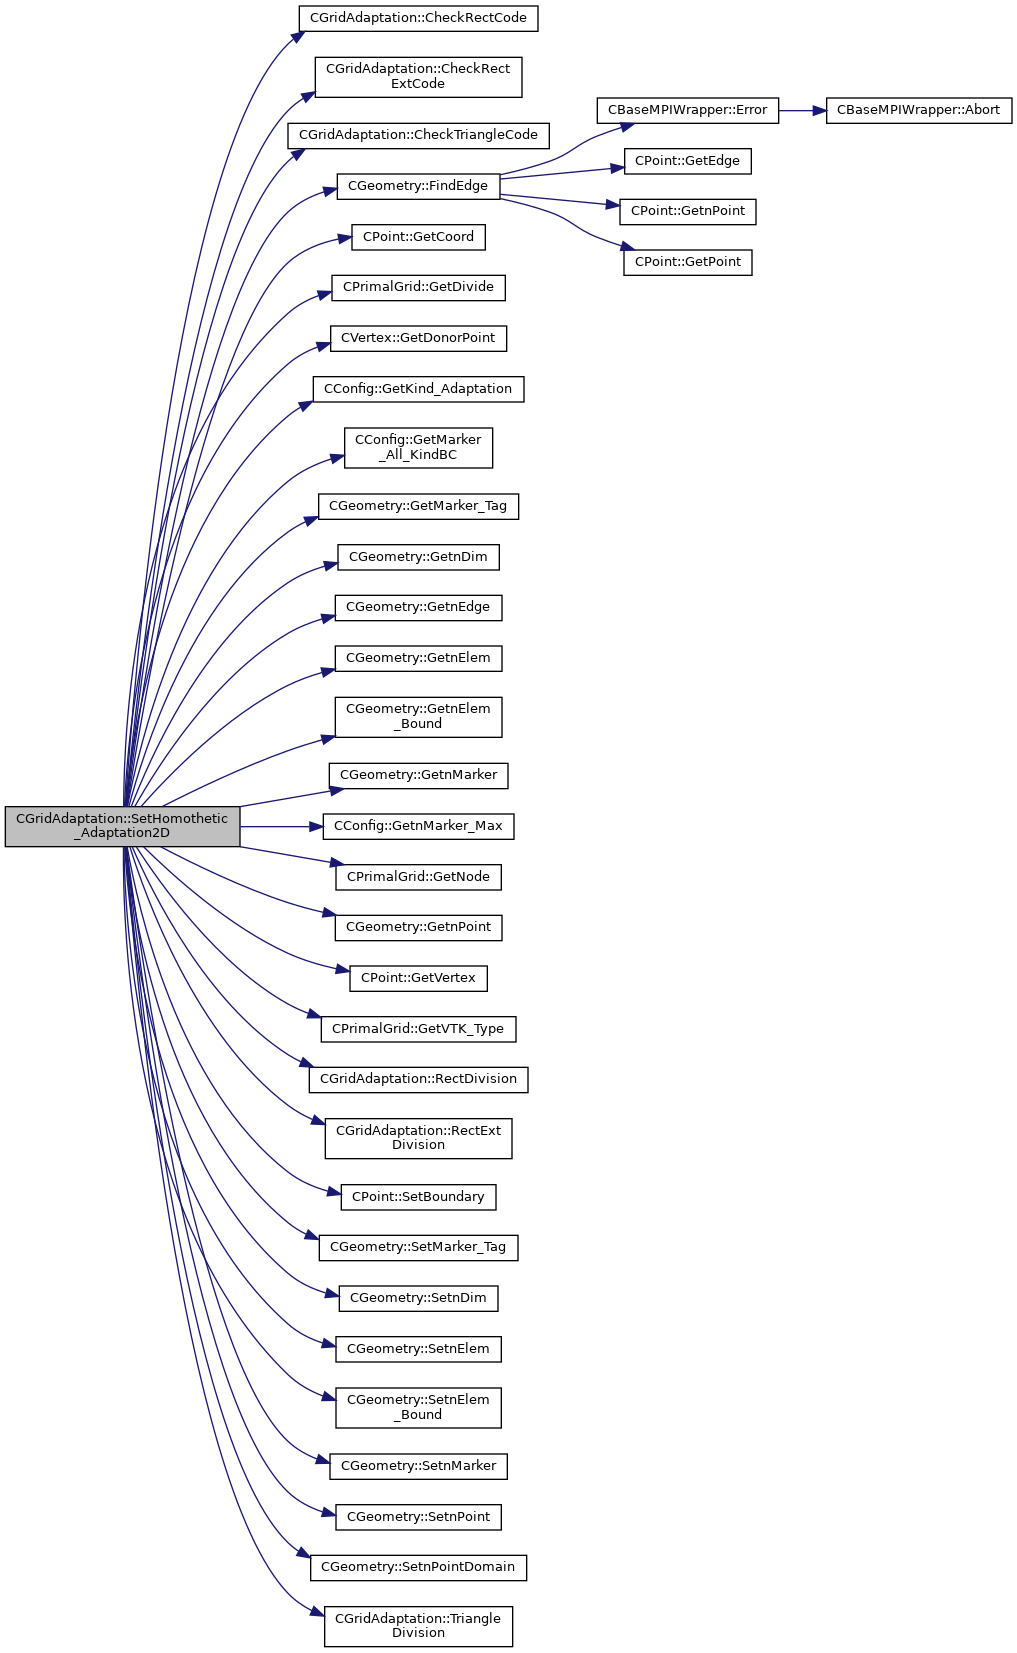 CGridAdaptation::CheckRectCode
CGridAdaptation::CheckRect
ExtCode
CGridAdaptation::CheckTriangleCode
CGeometry::FindEdge
CBaseMPIWrapper::Error
CBaseMPIWrapper::Abort
CPoint::GetEdge
CPoint::GetnPoint
CPoint::GetPoint
CPoint::GetCoord
CPrimalGrid::GetDivide
CVertex::GetDonorPoint
CConfig::GetKind_Adaptation
CConfig::GetMarker
_All_KindBC
CGeometry::GetMarker_Tag
CGeometry::GetnDim
CGeometry::GetnEdge
CGeometry::GetnElem
CGeometry::GetnElem
_Bound
CGeometry::GetnMarker
CGridAdaptation::SetHomothetic
_Adaptation2D
CConfig::GetnMarker_Max
CPrimalGrid::GetNode
CGeometry::GetnPoint
CPoint::GetVertex
CPrimalGrid::GetVTK_Type
CGridAdaptation::RectDivision
CGridAdaptation::RectExt
Division
CPoint::SetBoundary
CGeometry::SetMarker_Tag
CGeometry::SetnDim
CGeometry::SetnElem
CGeometry::SetnElem
_Bound
CGeometry::SetnMarker
CGeometry::SetnPoint
CGeometry::SetnPointDomain
CGridAdaptation::Triangle
Division